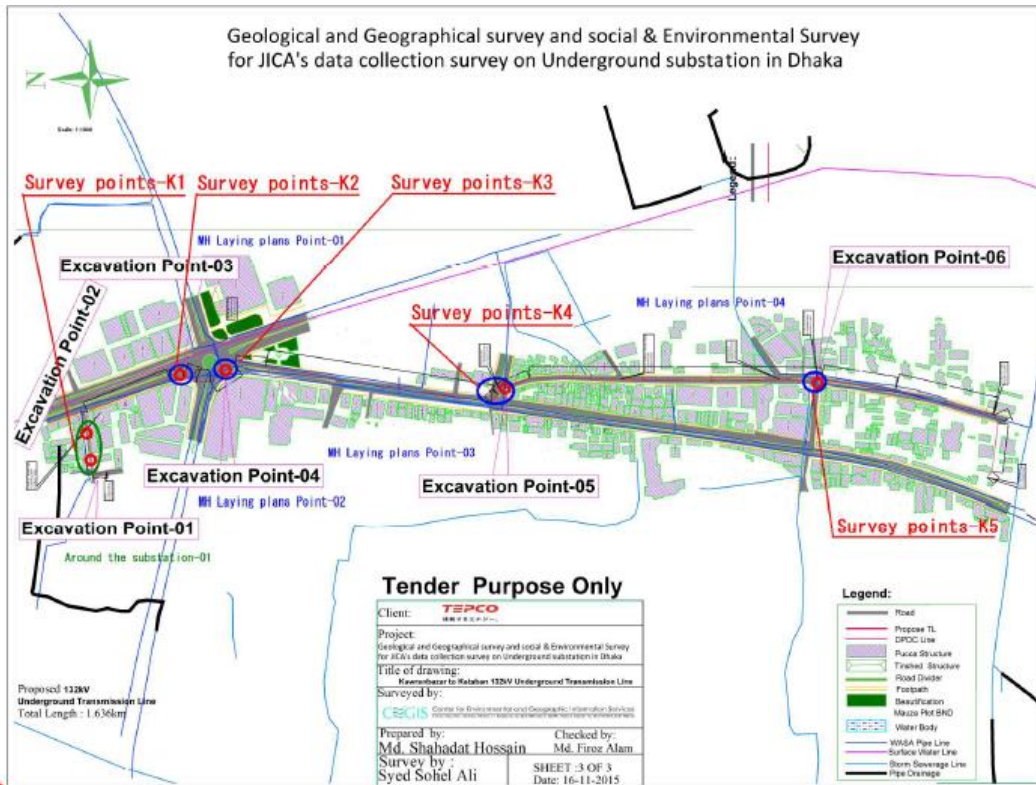 Geological and Geographical survey and social & Environmental Survey
for JICA's data collection survey on Underground substation in Dhaka
N
Survey points-K1
Survey points-K2
Survey points-K3
Legend:
MH Laying plans Point-01
Excavation Point-03
Excavation Point-06
Excavation Point-02
Survey points-K4
MH Laying plans Point-04
MH Laying plans Point-03
Excavation Point-04
Excavation Point-05
MH Laying plans Point-02
Excavation Point-01
Survey points-K5
Around the substation-01
Tender Purpose Only
Client: TEPCO
Project:
Geological and Geographical survey and social & Environmental Survey
for JICA's data collection survey on Underground substation in Dhaka
Title of drawing:
Kawranbazar to Kataban 132kV Underground Transmission Line
Surveyed by:
CEGIS Center for Environmental and Geographic Information Services
Prepared by:
Md. Shahadat Hossain
Checked by:
Md. Firoz Alam
Survey by :
Syed Sohel Ali
SHEET :3 OF 3
Date: 16-11-2015
Proposed 132kV
Underground Transmission Line
Total Length : 1.636km
Legend:
Road
Propose TL
DPDC Line
Pucca Structure
Tinshed Structure
Road Divider
Footpath
Beautification
Mauza Plot BND
Water Body
WASA Pipe Line
Surface Water Line
Storm Sewerage Line
Pipe Drainage